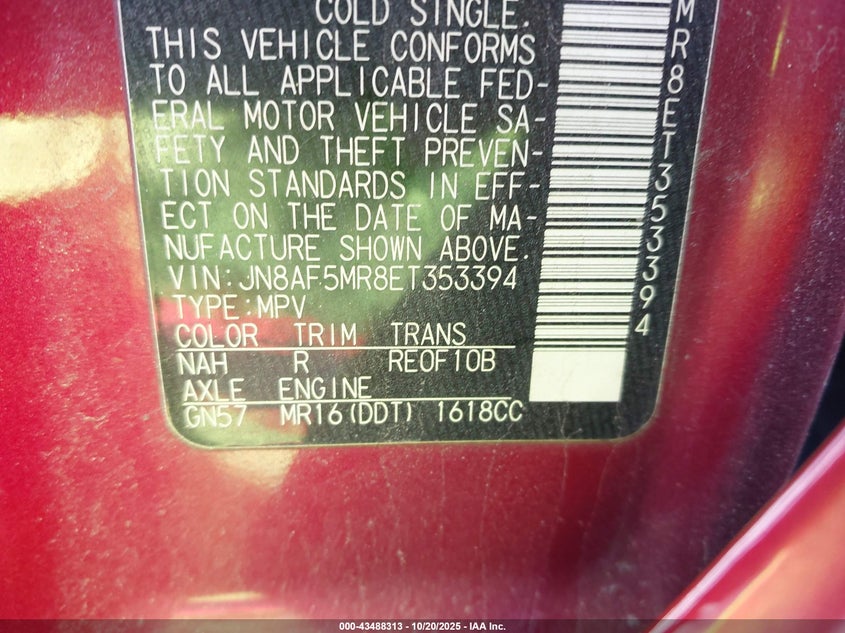 COLD SINGLE.
THIS VEHICLE CONFORMS
TO ALL APPLICABLE FED-
ERAL MOTOR VEHICLE SA-
FETY AND THEFT PREVEN-
TION STANDARDS IN EFF-
ECT ON THE DATE OF MA-
NUFACTURE SHOWN ABOVE.
VIN:JN8AF5MR8ET353394
TYPE:MPV
COLOR TRIM TRANS
NAH R RE0F10B
AXLE ENGINE
GN57 MR16(DDT) 1618CC
MR8ET353394
000-43488313 - 10/20/2025 - IAA Inc.